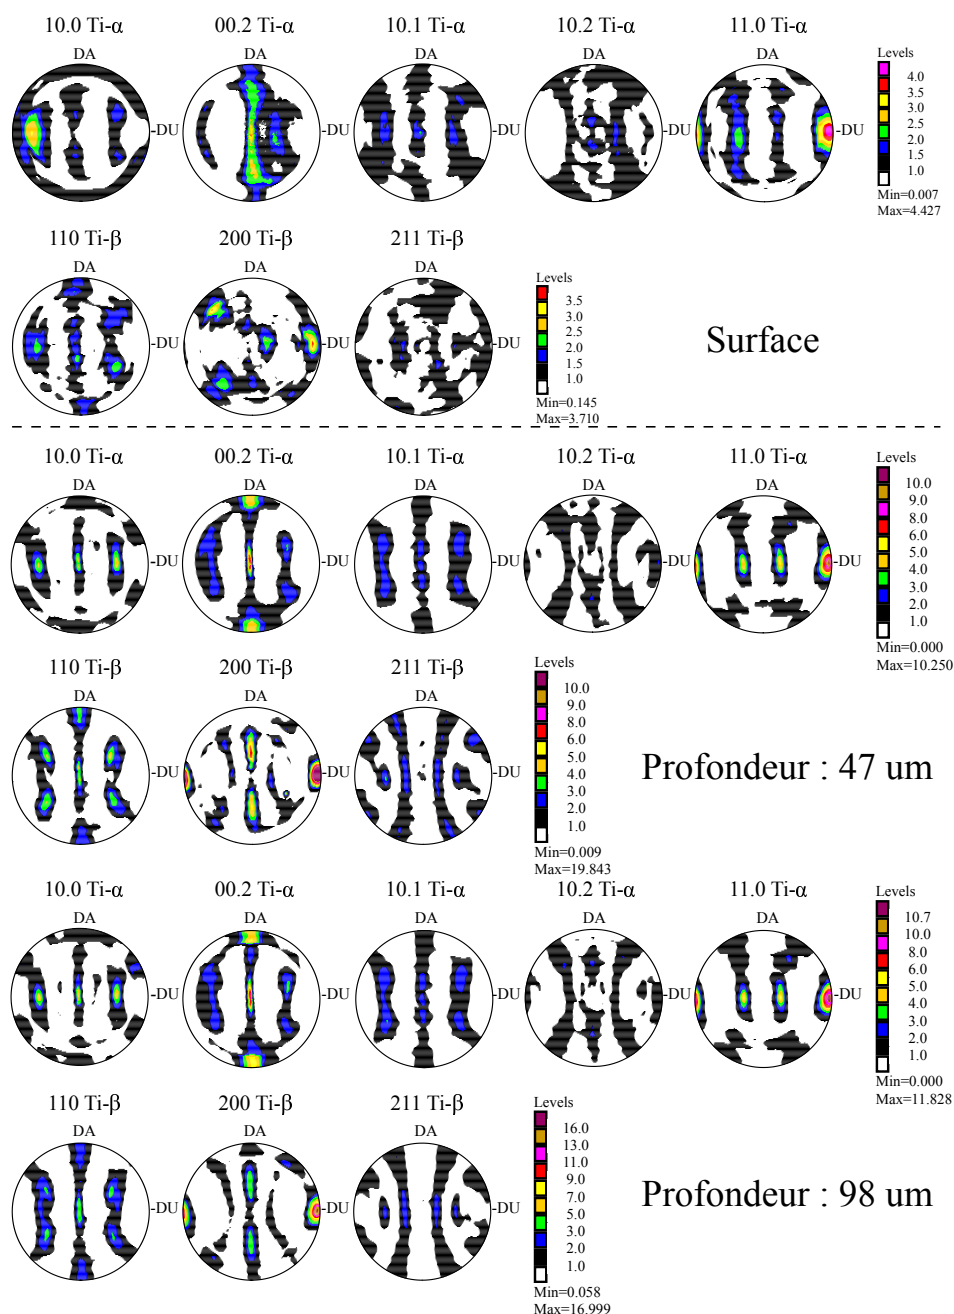 10.0 Ti-α 00.2 Ti-α 10.1 Ti-α 10.2 Ti-α 11.0 Ti-α
DA DA DA DA DA
Levels
-DU -DU -DU -DU -DU
4.0
3.5
3.0
2.5
2.0
1.5
1.0
Min=0.007
Max=4.427
110 Ti-β 200 Ti-β 211 Ti-β
DA DA DA
Levels
-DU -DU -DU
3.5
3.0
2.5
2.0
1.5
1.0
Min=0.145
Max=3.710
Surface
10.0 Ti-α 00.2 Ti-α 10.1 Ti-α 10.2 Ti-α 11.0 Ti-α
DA DA DA DA DA
Levels
-DU -DU -DU -DU -DU
10.0
9.0
8.0
6.0
5.0
4.0
3.0
2.0
1.0
Min=0.000
Max=10.250
110 Ti-β 200 Ti-β 211 Ti-β
DA DA DA
Levels
-DU -DU -DU
10.0
9.0
8.0
6.0
5.0
4.0
3.0
2.0
1.0
Min=0.009
Max=19.843
Profondeur : 47 um
10.0 Ti-α 00.2 Ti-α 10.1 Ti-α 10.2 Ti-α 11.0 Ti-α
DA DA DA DA DA
Levels
-DU -DU -DU -DU -DU
10.7
10.0
8.0
6.0
5.0
4.0
3.0
2.0
1.0
Min=0.000
Max=11.828
110 Ti-β 200 Ti-β 211 Ti-β
DA DA DA
Levels
-DU -DU -DU
16.0
13.0
11.0
9.0
7.0
5.0
3.0
2.0
1.0
Min=0.058
Max=16.999
Profondeur : 98 um